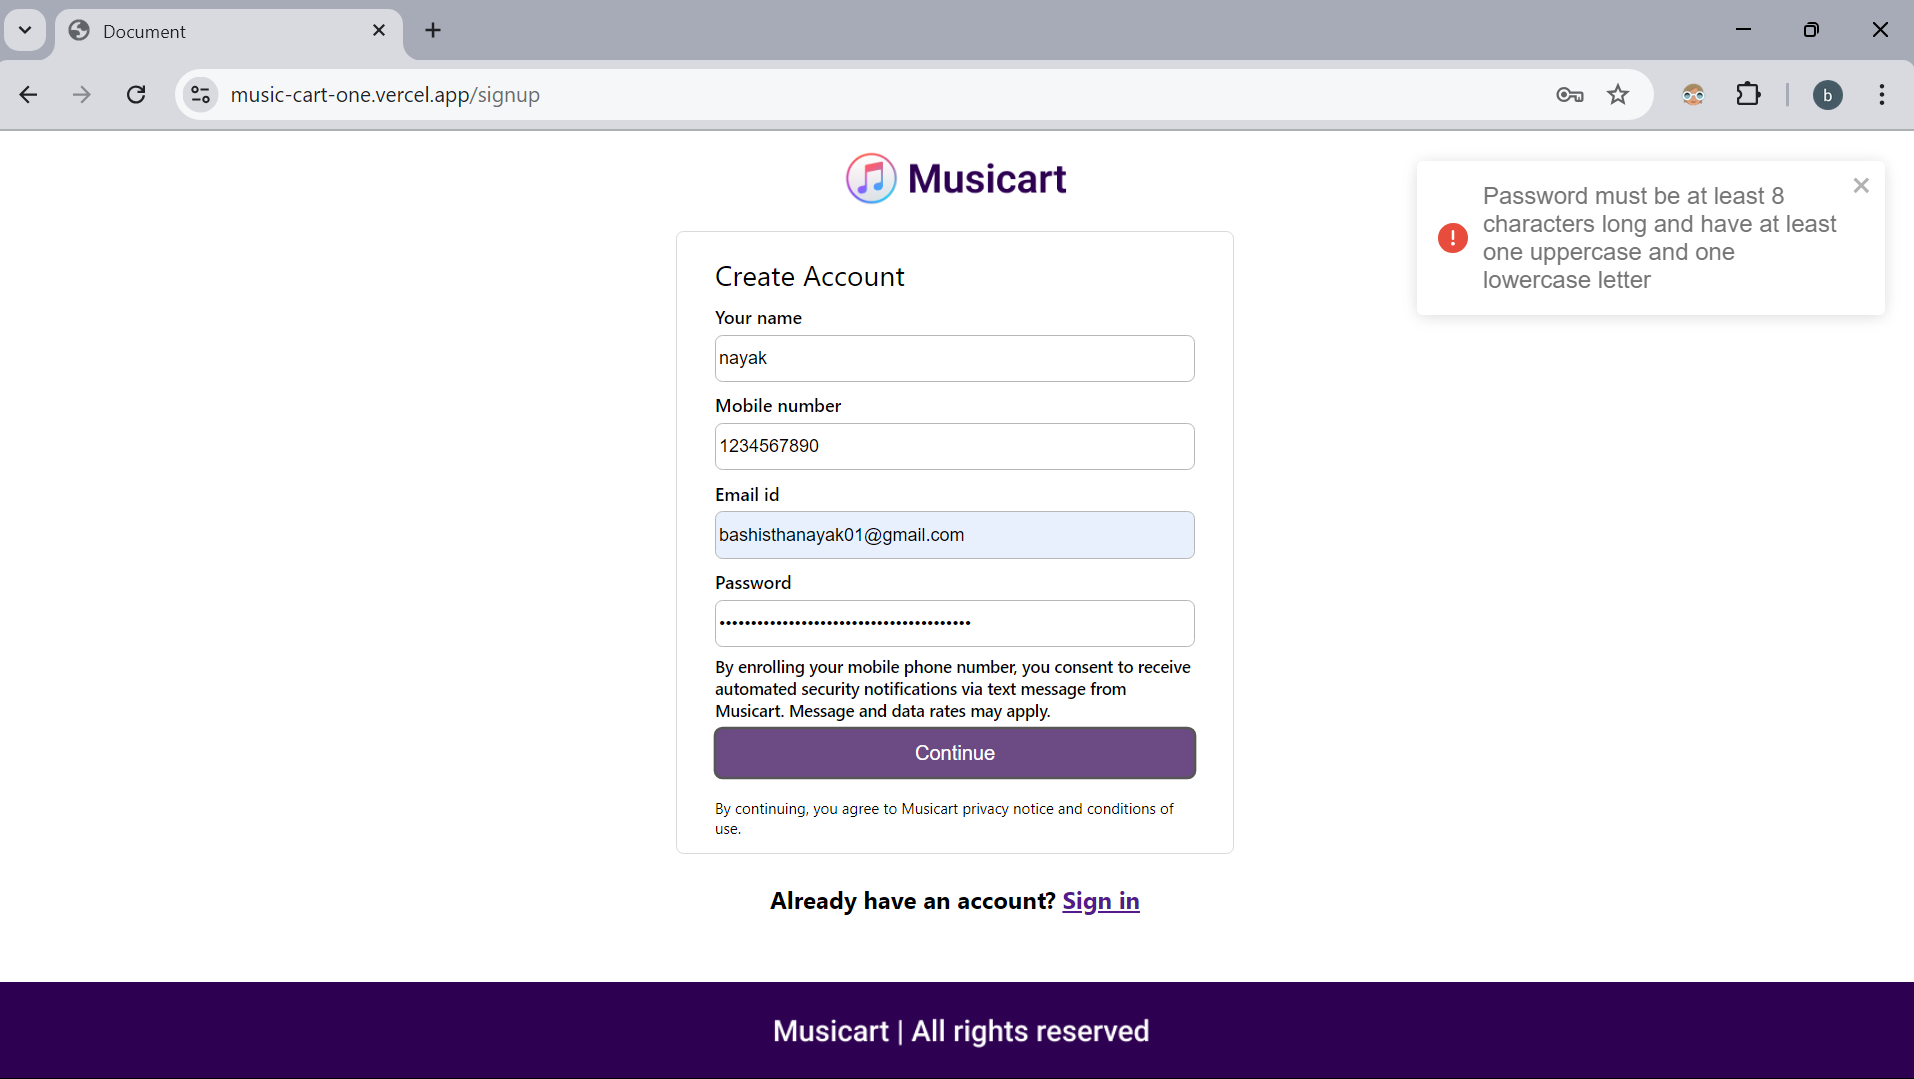 Document
music-cart-one.vercel.app/signup
b
Musicart
Password must be at least 8
characters long and have at least
one uppercase and one
lowercase letter
Create Account
Your name
nayak
Mobile number
1234567890
Email id
bashisthanayak01@gmail.com
Password
By enrolling your mobile phone number, you consent to receive
automated security notifications via text message from
Musicart. Message and data rates may apply.
Continue
By continuing, you agree to Musicart privacy notice and conditions of
use.
Already have an account? Sign in
Musicart | All rights reserved